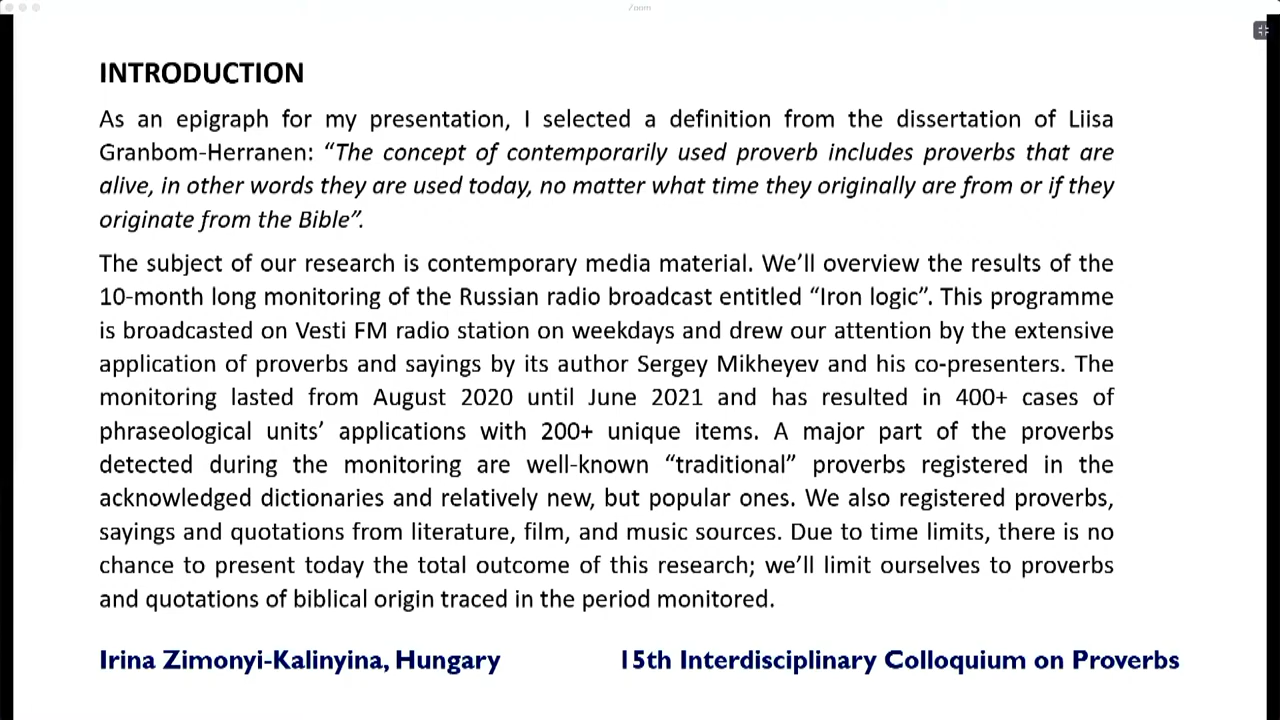 Zoom
INTRODUCTION
As an epigraph for my presentation, I selected a definition from the dissertation of Liisa
Granbom-Herranen: “The concept of contemporarily used proverb includes proverbs that are
alive, in other words they are used today, no matter what time they originally are from or if they
originate from the Bible”.
The subject of our research is contemporary media material. We’ll overview the results of the
10-month long monitoring of the Russian radio broadcast entitled “Iron logic”. This programme
is broadcasted on Vesti FM radio station on weekdays and drew our attention by the extensive
application of proverbs and sayings by its author Sergey Mikheyev and his co-presenters. The
monitoring lasted from August 2020 until June 2021 and has resulted in 400+ cases of
phraseological units’ applications with 200+ unique items. A major part of the proverbs
detected during the monitoring are well-known “traditional” proverbs registered in the
acknowledged dictionaries and relatively new, but popular ones. We also registered proverbs,
sayings and quotations from literature, film, and music sources. Due to time limits, there is no
chance to present today the total outcome of this research; we’ll limit ourselves to proverbs
and quotations of biblical origin traced in the period monitored.
Irina Zimonyi-Kalinyina, Hungary 15th Interdisciplinary Colloquium on Proverbs